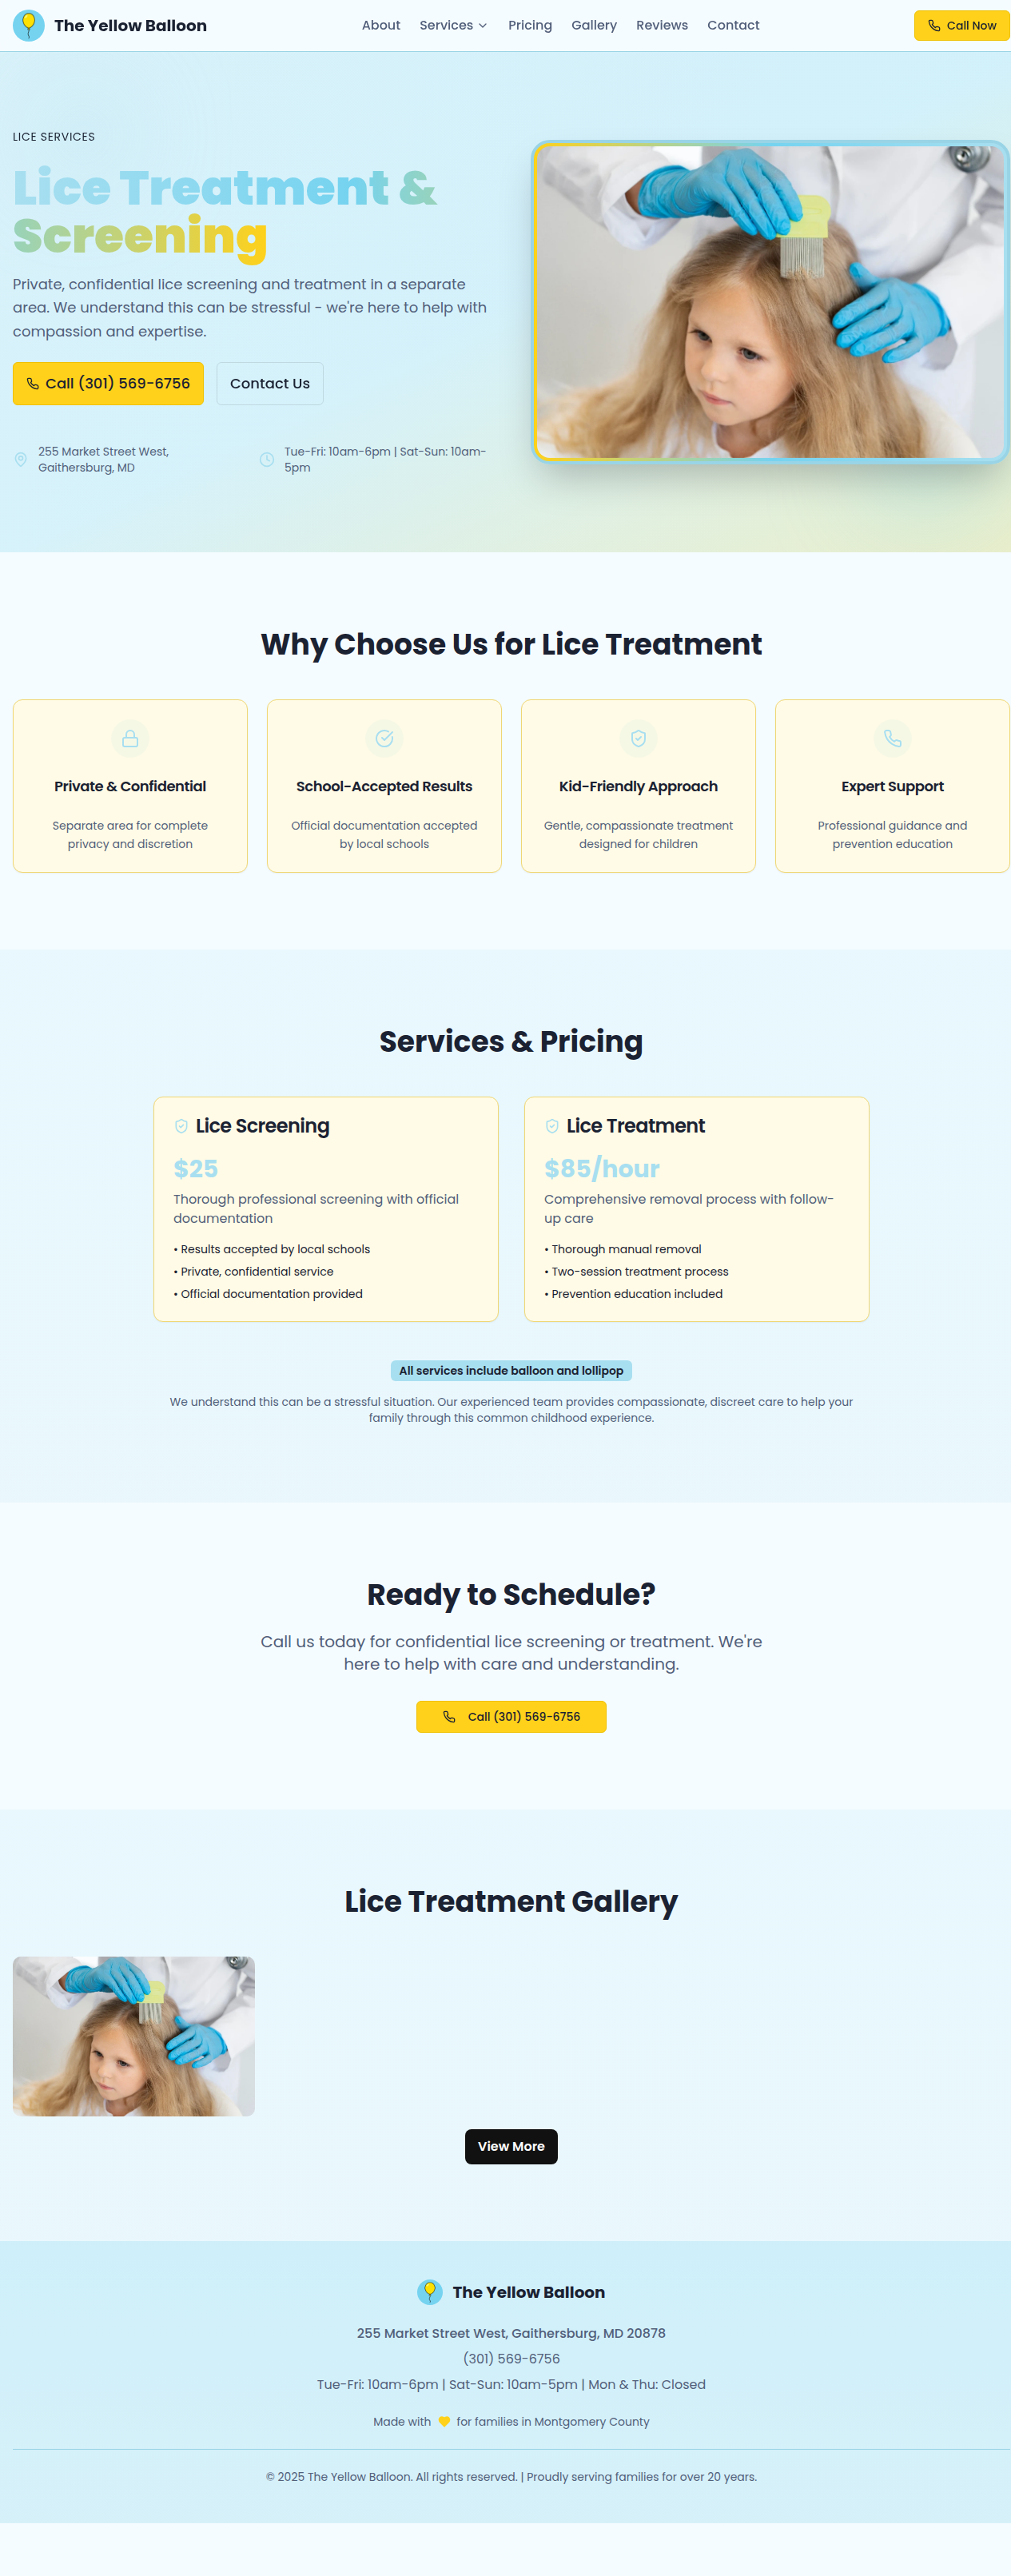 The Yellow Balloon
About
Services
Pricing
Gallery
Reviews
Contact
Call Now
LICE SERVICES
Lice Treatment &
Screening
Private, confidential lice screening and treatment in a separate
area. We understand this can be stressful - we're here to help with
compassion and expertise.
Call (301) 569-6756
Contact Us
255 Market Street West,
Gaithersburg, MD
Tue-Fri: 10am-6pm | Sat-Sun: 10am-
5pm
Why Choose Us for Lice Treatment
Private & Confidential
Separate area for complete
privacy and discretion
School-Accepted Results
Official documentation accepted
by local schools
Kid-Friendly Approach
Gentle, compassionate treatment
designed for children
Expert Support
Professional guidance and
prevention education
Services & Pricing
Lice Screening
$25
Thorough professional screening with official
documentation
• Results accepted by local schools
• Private, confidential service
• Official documentation provided
Lice Treatment
$85/hour
Comprehensive removal process with follow-
up care
• Thorough manual removal
• Two-session treatment process
• Prevention education included
All services include balloon and lollipop
We understand this can be a stressful situation. Our experienced team provides compassionate, discreet care to help your
family through this common childhood experience.
Ready to Schedule?
Call us today for confidential lice screening or treatment. We're
here to help with care and understanding.
Call (301) 569-6756
Lice Treatment Gallery
View More
The Yellow Balloon
255 Market Street West, Gaithersburg, MD 20878
(301) 569-6756
Tue-Fri: 10am-6pm | Sat-Sun: 10am-5pm | Mon & Thu: Closed
Made with 💛 for families in Montgomery County
© 2025 The Yellow Balloon. All rights reserved. | Proudly serving families for over 20 years.